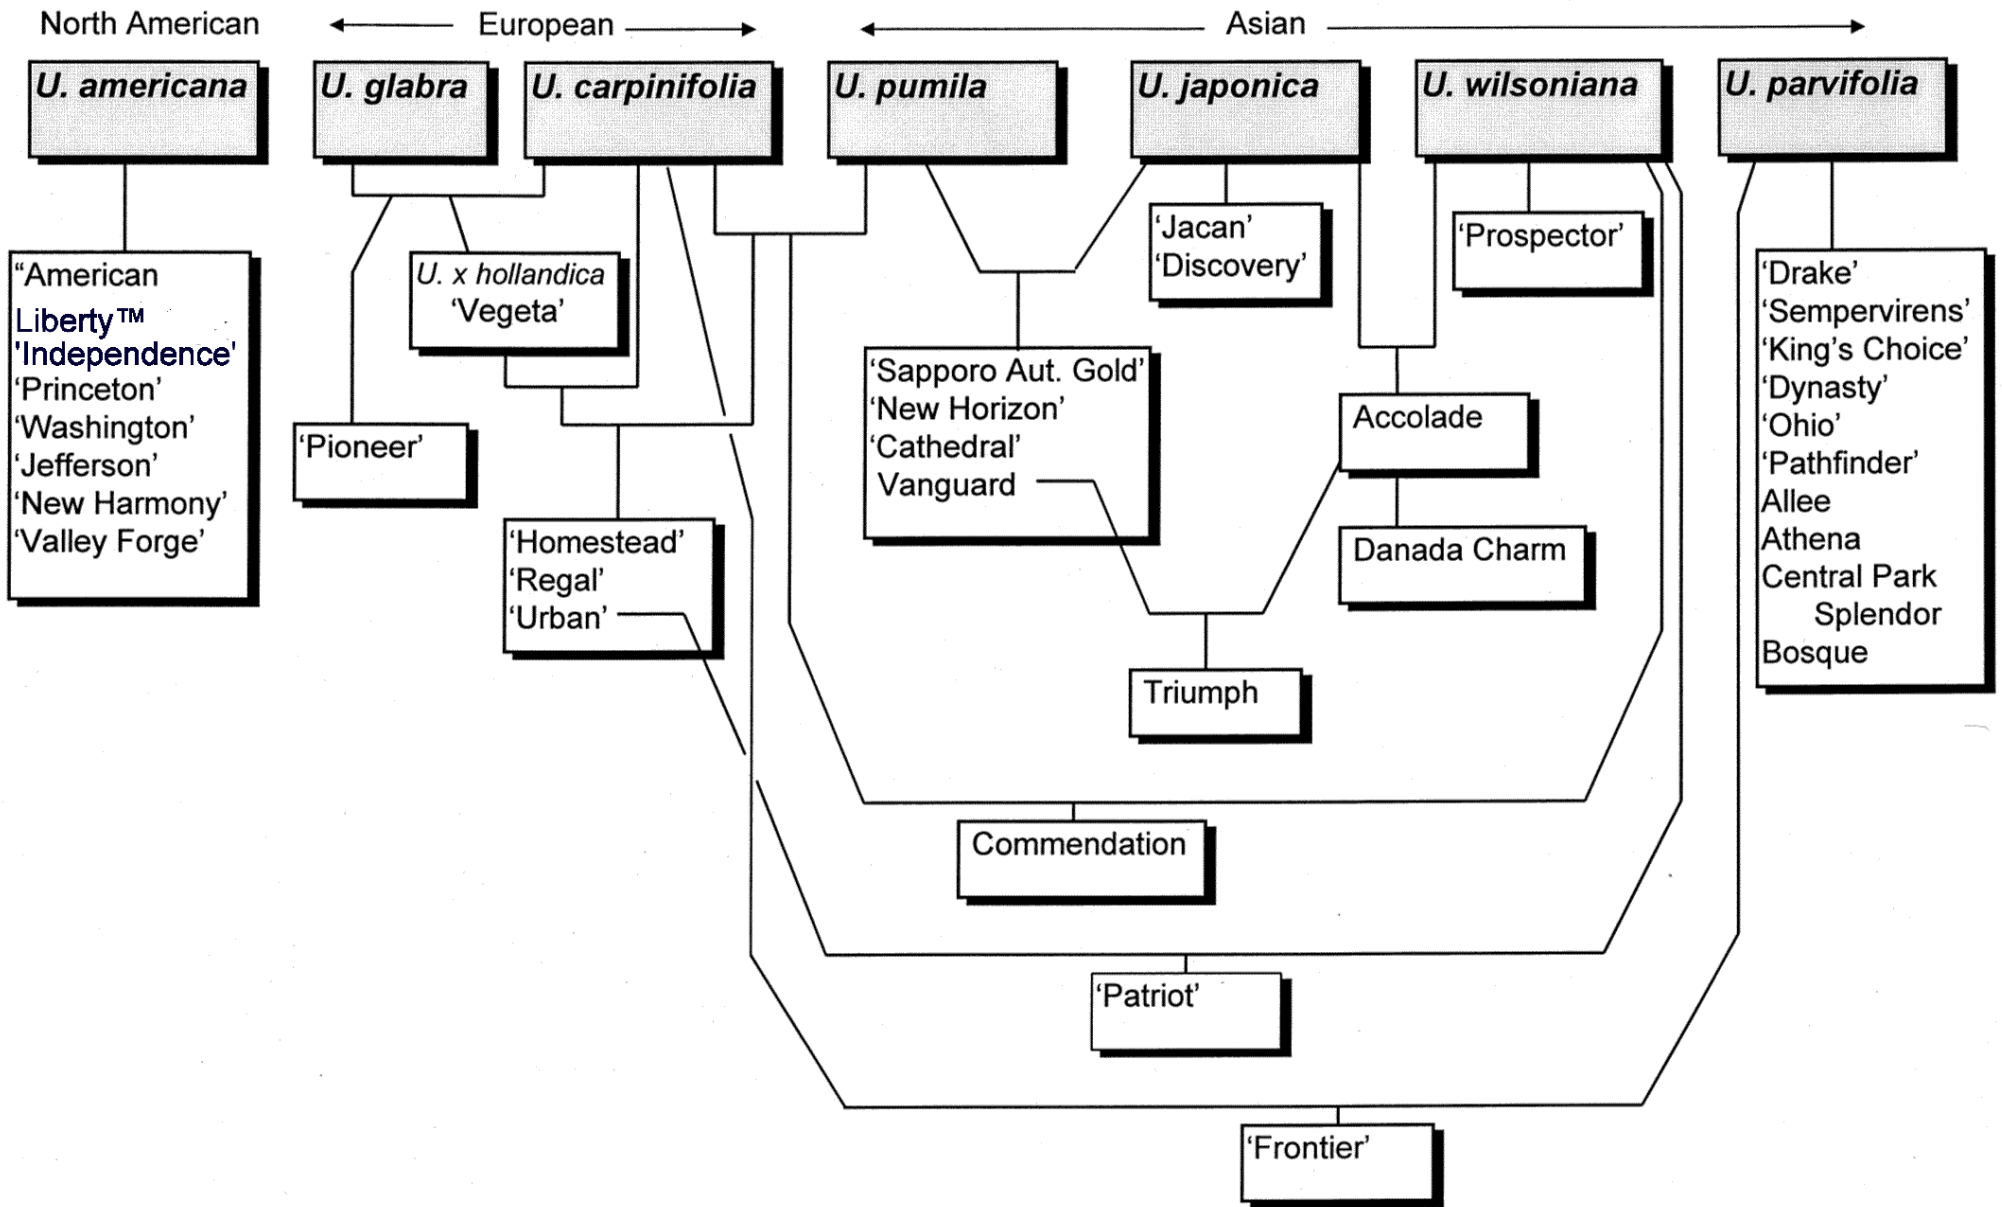 North American
European
Asian
U. americana
U. glabra
U. carpinifolia
U. pumila
U. japonica
U. wilsoniana
U. parvifolia
“American
Liberty™
'Independence'
‘Princeton’
‘Washington’
‘Jefferson’
‘New Harmony’
‘Valley Forge’
‘Pioneer’
U. x hollandica
‘Vegeta’
‘Homestead’
‘Regal’
‘Urban’
‘Sapporo Aut. Gold’
‘New Horizon’
‘Cathedral’
Vanguard
‘Jacan’
‘Discovery’
‘Prospector’
Accolade
Danada Charm
Triumph
Commendation
‘Patriot’
‘Frontier’
‘Drake’
‘Sempervirens’
‘King’s Choice’
‘Dynasty’
‘Ohio’
‘Pathfinder’
Allee
Athena
Central Park
Splendor
Bosque